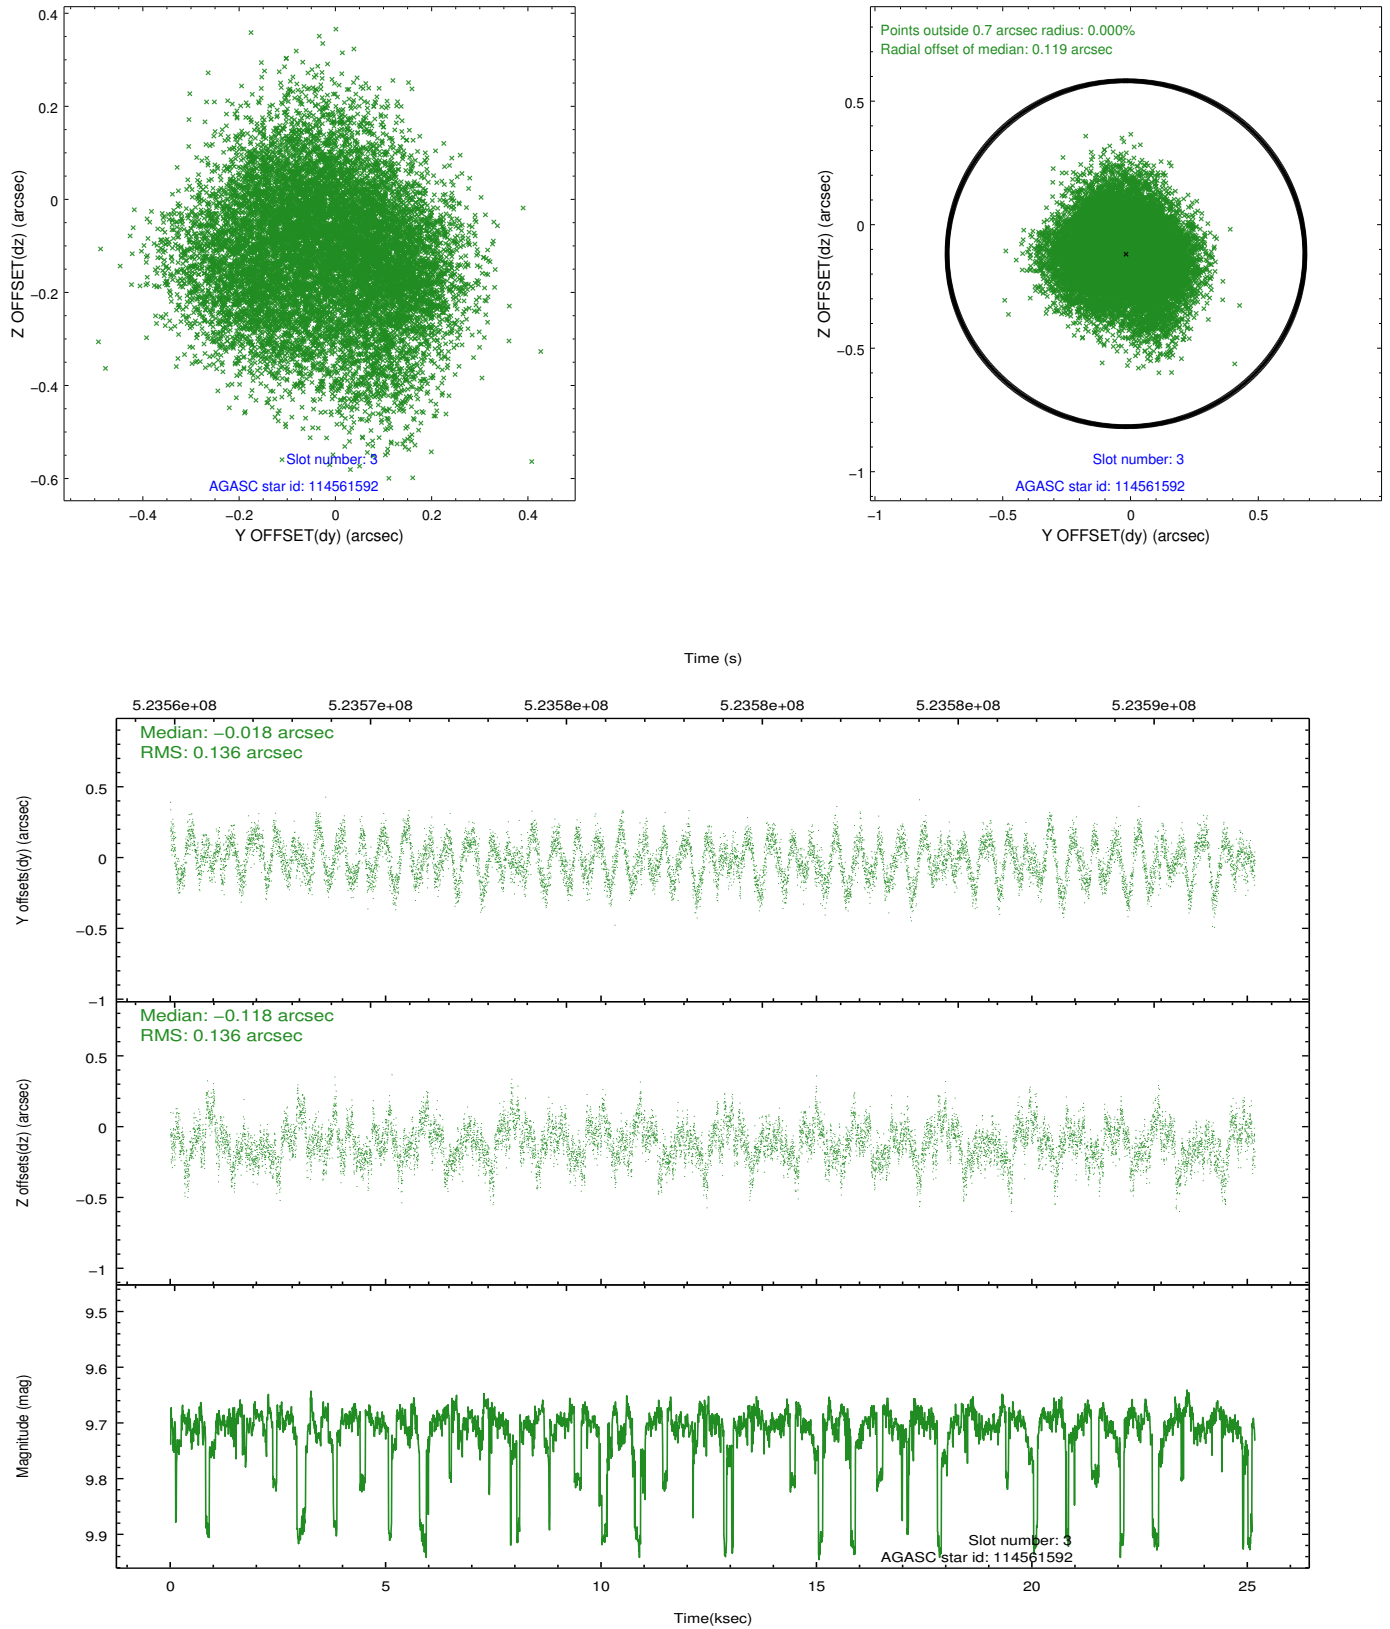 0.4
0.2
0
−0.2
−0.4
−0.6
Z OFFSET(dz) (arcsec)
Slot number: 3
AGASC star id: 114561592
−0.4
−0.2
0
0.2
0.4
Y OFFSET(dy) (arcsec)
Points outside 0.7 arcsec radius: 0.000%
Radial offset of median: 0.119 arcsec
0.5
0
−0.5
−1
Z OFFSET(dz) (arcsec)
Slot number: 3
AGASC star id: 114561592
−1
−0.5
0
0.5
Y OFFSET(dy) (arcsec)
Time (s)
5.2356e+08
5.2357e+08
5.2358e+08
5.2358e+08
5.2358e+08
5.2359e+08
Median: −0.018 arcsec
RMS: 0.136 arcsec
0.5
0
−0.5
−1
Y offsets(dy) (arcsec)
Median: −0.118 arcsec
RMS: 0.136 arcsec
0.5
0
−0.5
−1
Z offsets(dz) (arcsec)
9.5
9.6
9.7
9.8
9.9
Magnitude (mag)
Slot number: 3
AGASC star id: 114561592
0
5
10
15
20
25
Time(ksec)